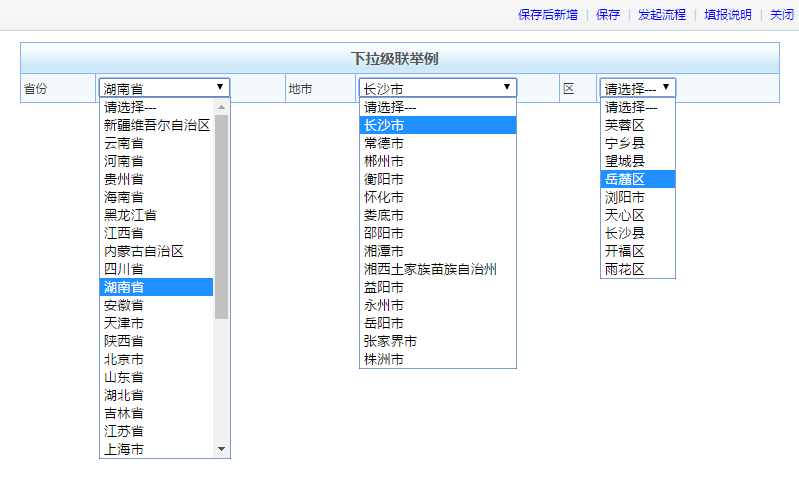 保存后新增 | 保存 | 发起流程 | 填报说明 | 关闭
下拉级联举例
省份 湖南省 地市 长沙市 区 请选择---
请选择---
新疆维吾尔自治区
云南省
河南省
贵州省
海南省
黑龙江省
江西省
内蒙古自治区
四川省
湖南省
安徽省
天津市
陕西省
北京市
山东省
湖北省
吉林省
江苏省
上海市
请选择---
长沙市
常德市
郴州市
衡阳市
怀化市
娄底市
邵阳市
湘潭市
湘西土家族苗族自治州
益阳市
永州市
岳阳市
张家界市
株洲市
请选择---
芙蓉区
宁乡县
望城县
岳麓区
浏阳市
天心区
长沙县
开福区
雨花区